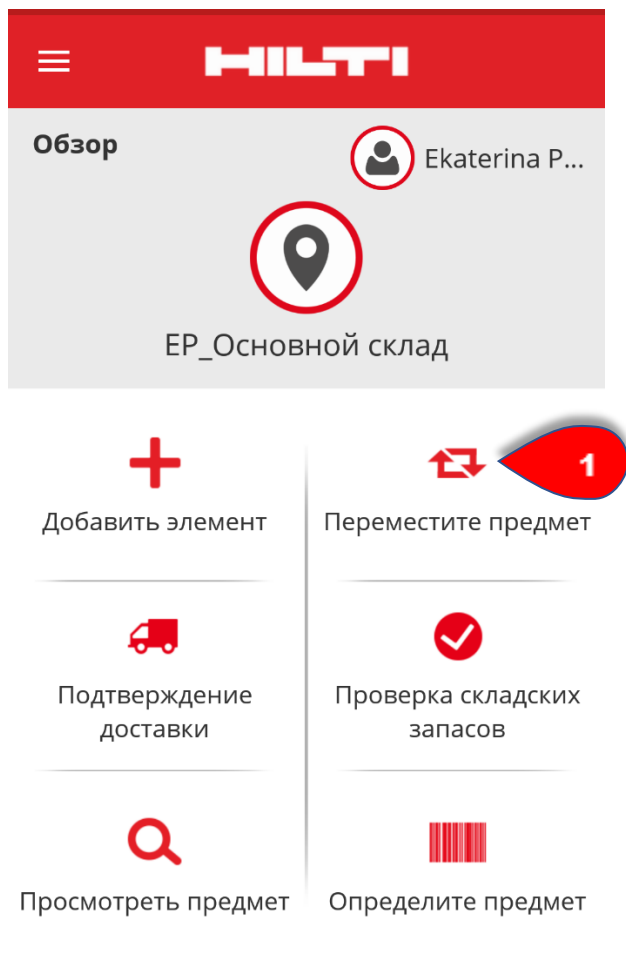 HILTI
Обзор
Ekaterina P...
EP_Основной склад
1
Добавить элемент
Переместите предмет
Подтверждение
доставки
Проверка складских
запасов
Просмотреть предмет
Определите предмет